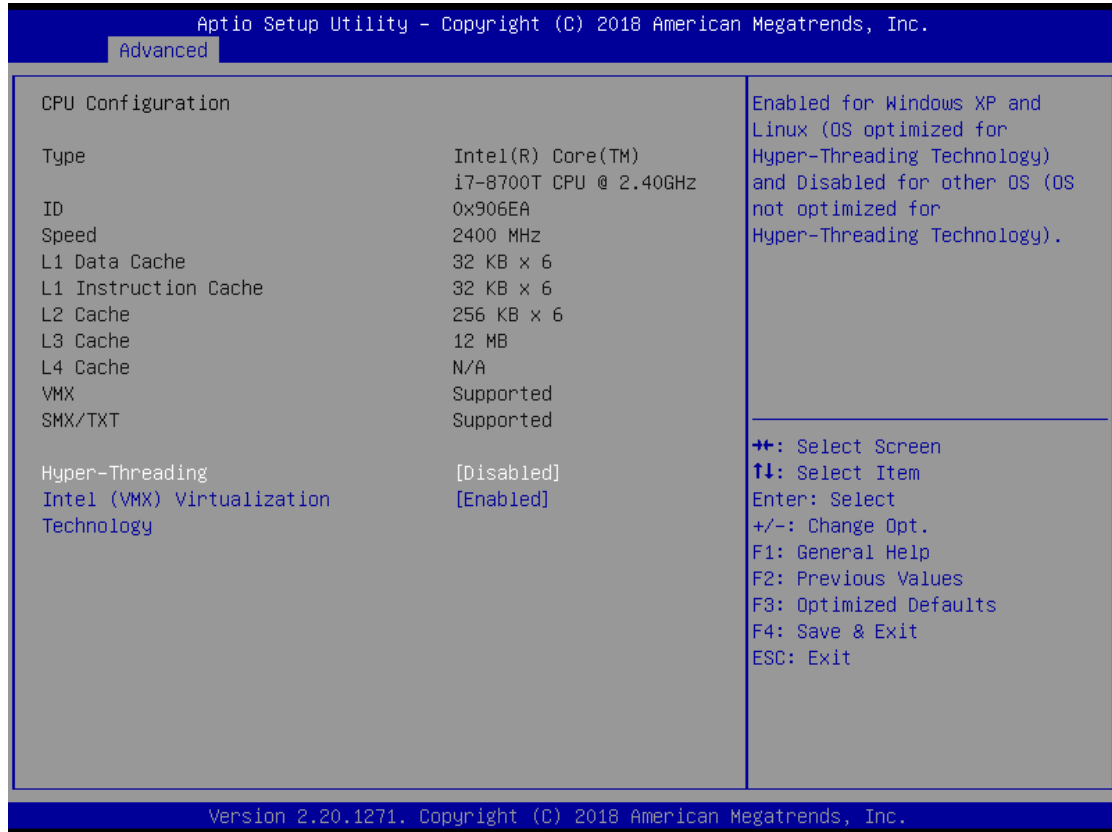 Aptio Setup Utility – Copyright (C) 2018 American Megatrends, Inc.
Advanced
CPU Configuration
Type Intel(R) Core(TM)
i7-8700T CPU @ 2.40GHz
ID 0x906EA
Speed 2400 MHz
L1 Data Cache 32 KB x 6
L1 Instruction Cache 32 KB x 6
L2 Cache 256 KB x 6
L3 Cache 12 MB
L4 Cache N/A
VMX Supported
SMX/TXT Supported
Hyper-Threading [Disabled]
Intel (VMX) Virtualization [Enabled]
Technology
Enabled for Windows XP and
Linux (OS optimized for
Hyper-Threading Technology)
and Disabled for other OS (OS
not optimized for
Hyper-Threading Technology).
→←: Select Screen
↑↓: Select Item
Enter: Select
+/-: Change Opt.
F1: General Help
F2: Previous Values
F3: Optimized Defaults
F4: Save & Exit
ESC: Exit
Version 2.20.1271. Copyright (C) 2018 American Megatrends, Inc.